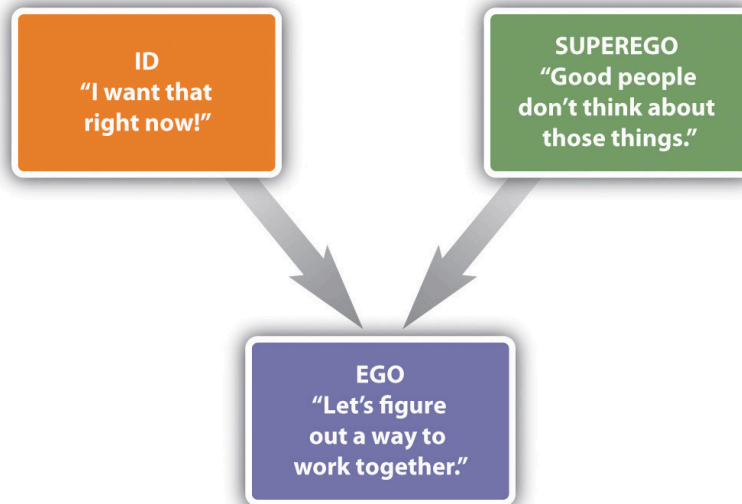 ID
“I want that
right now!”
SUPEREGO
“Good people
don’t think about
those things.”
EGO
“Let’s figure
out a way to
work together.”